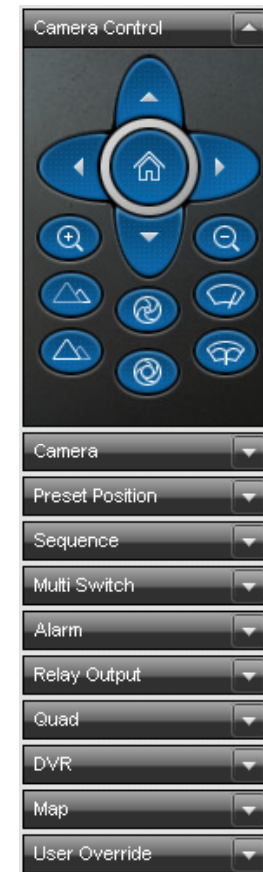 Camera Control
Camera
Preset Position
Sequence
Multi Switch
Alarm
Relay Output
Quad
DVR
Map
User Override